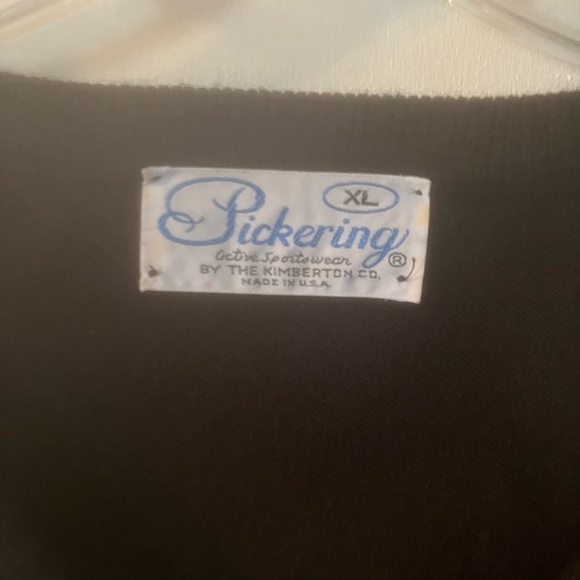 XL
Pickering ®
Active Sportswear
BY THE KIMBERTON CO.
MADE IN U.S.A.